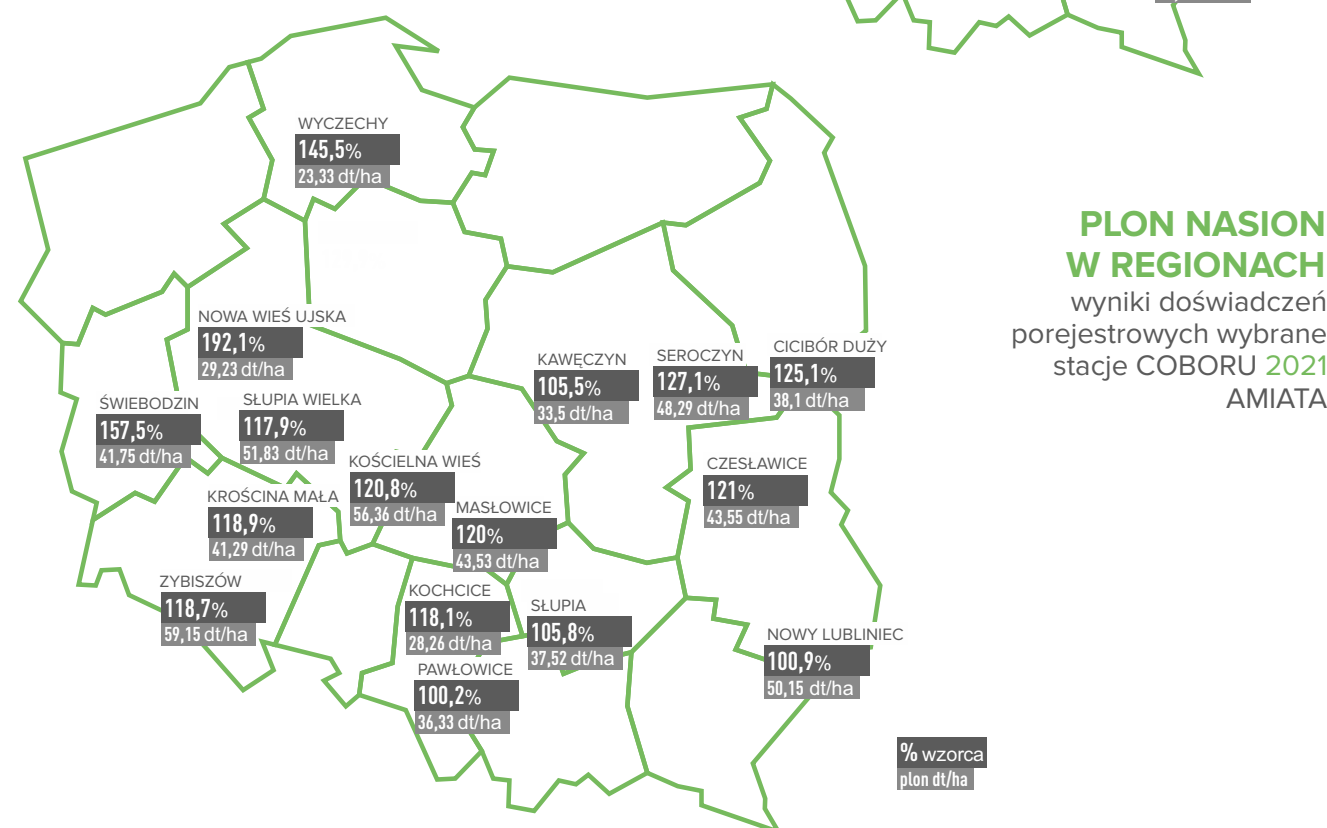 WYCZECHY
145,5%
23,33 dt/ha
PLON NASION
W REGIONACH
wyniki doświadczeń
porejestrowych wybrane
stacje COBORU 2021
AMIATA
NOWA WIEŚ UJSKA
192,1%
29,23 dt/ha
KAWĘCZYN
105,5%
33,5 dt/ha
SEROCZYN
127,1%
48,29 dt/ha
CICIBÓR DUŻY
125,1%
38,1 dt/ha
ŚWIEBODZIN
157,5%
41,75 dt/ha
SŁUPIA WIELKA
117,9%
51,83 dt/ha
KOŚCIELNA WIEŚ
120,8%
56,36 dt/ha
CZESŁAWICE
121%
43,55 dt/ha
KROŚCINA MAŁA
118,9%
41,29 dt/ha
MASŁOWICE
120%
43,53 dt/ha
ZYBISZÓW
118,7%
59,15 dt/ha
KOCHCICE
118,1%
28,26 dt/ha
SŁUPIA
105,8%
37,52 dt/ha
NOWY LUBLINIEC
100,9%
50,15 dt/ha
PAWŁOWICE
100,2%
36,33 dt/ha
% wzorca
plon dt/ha